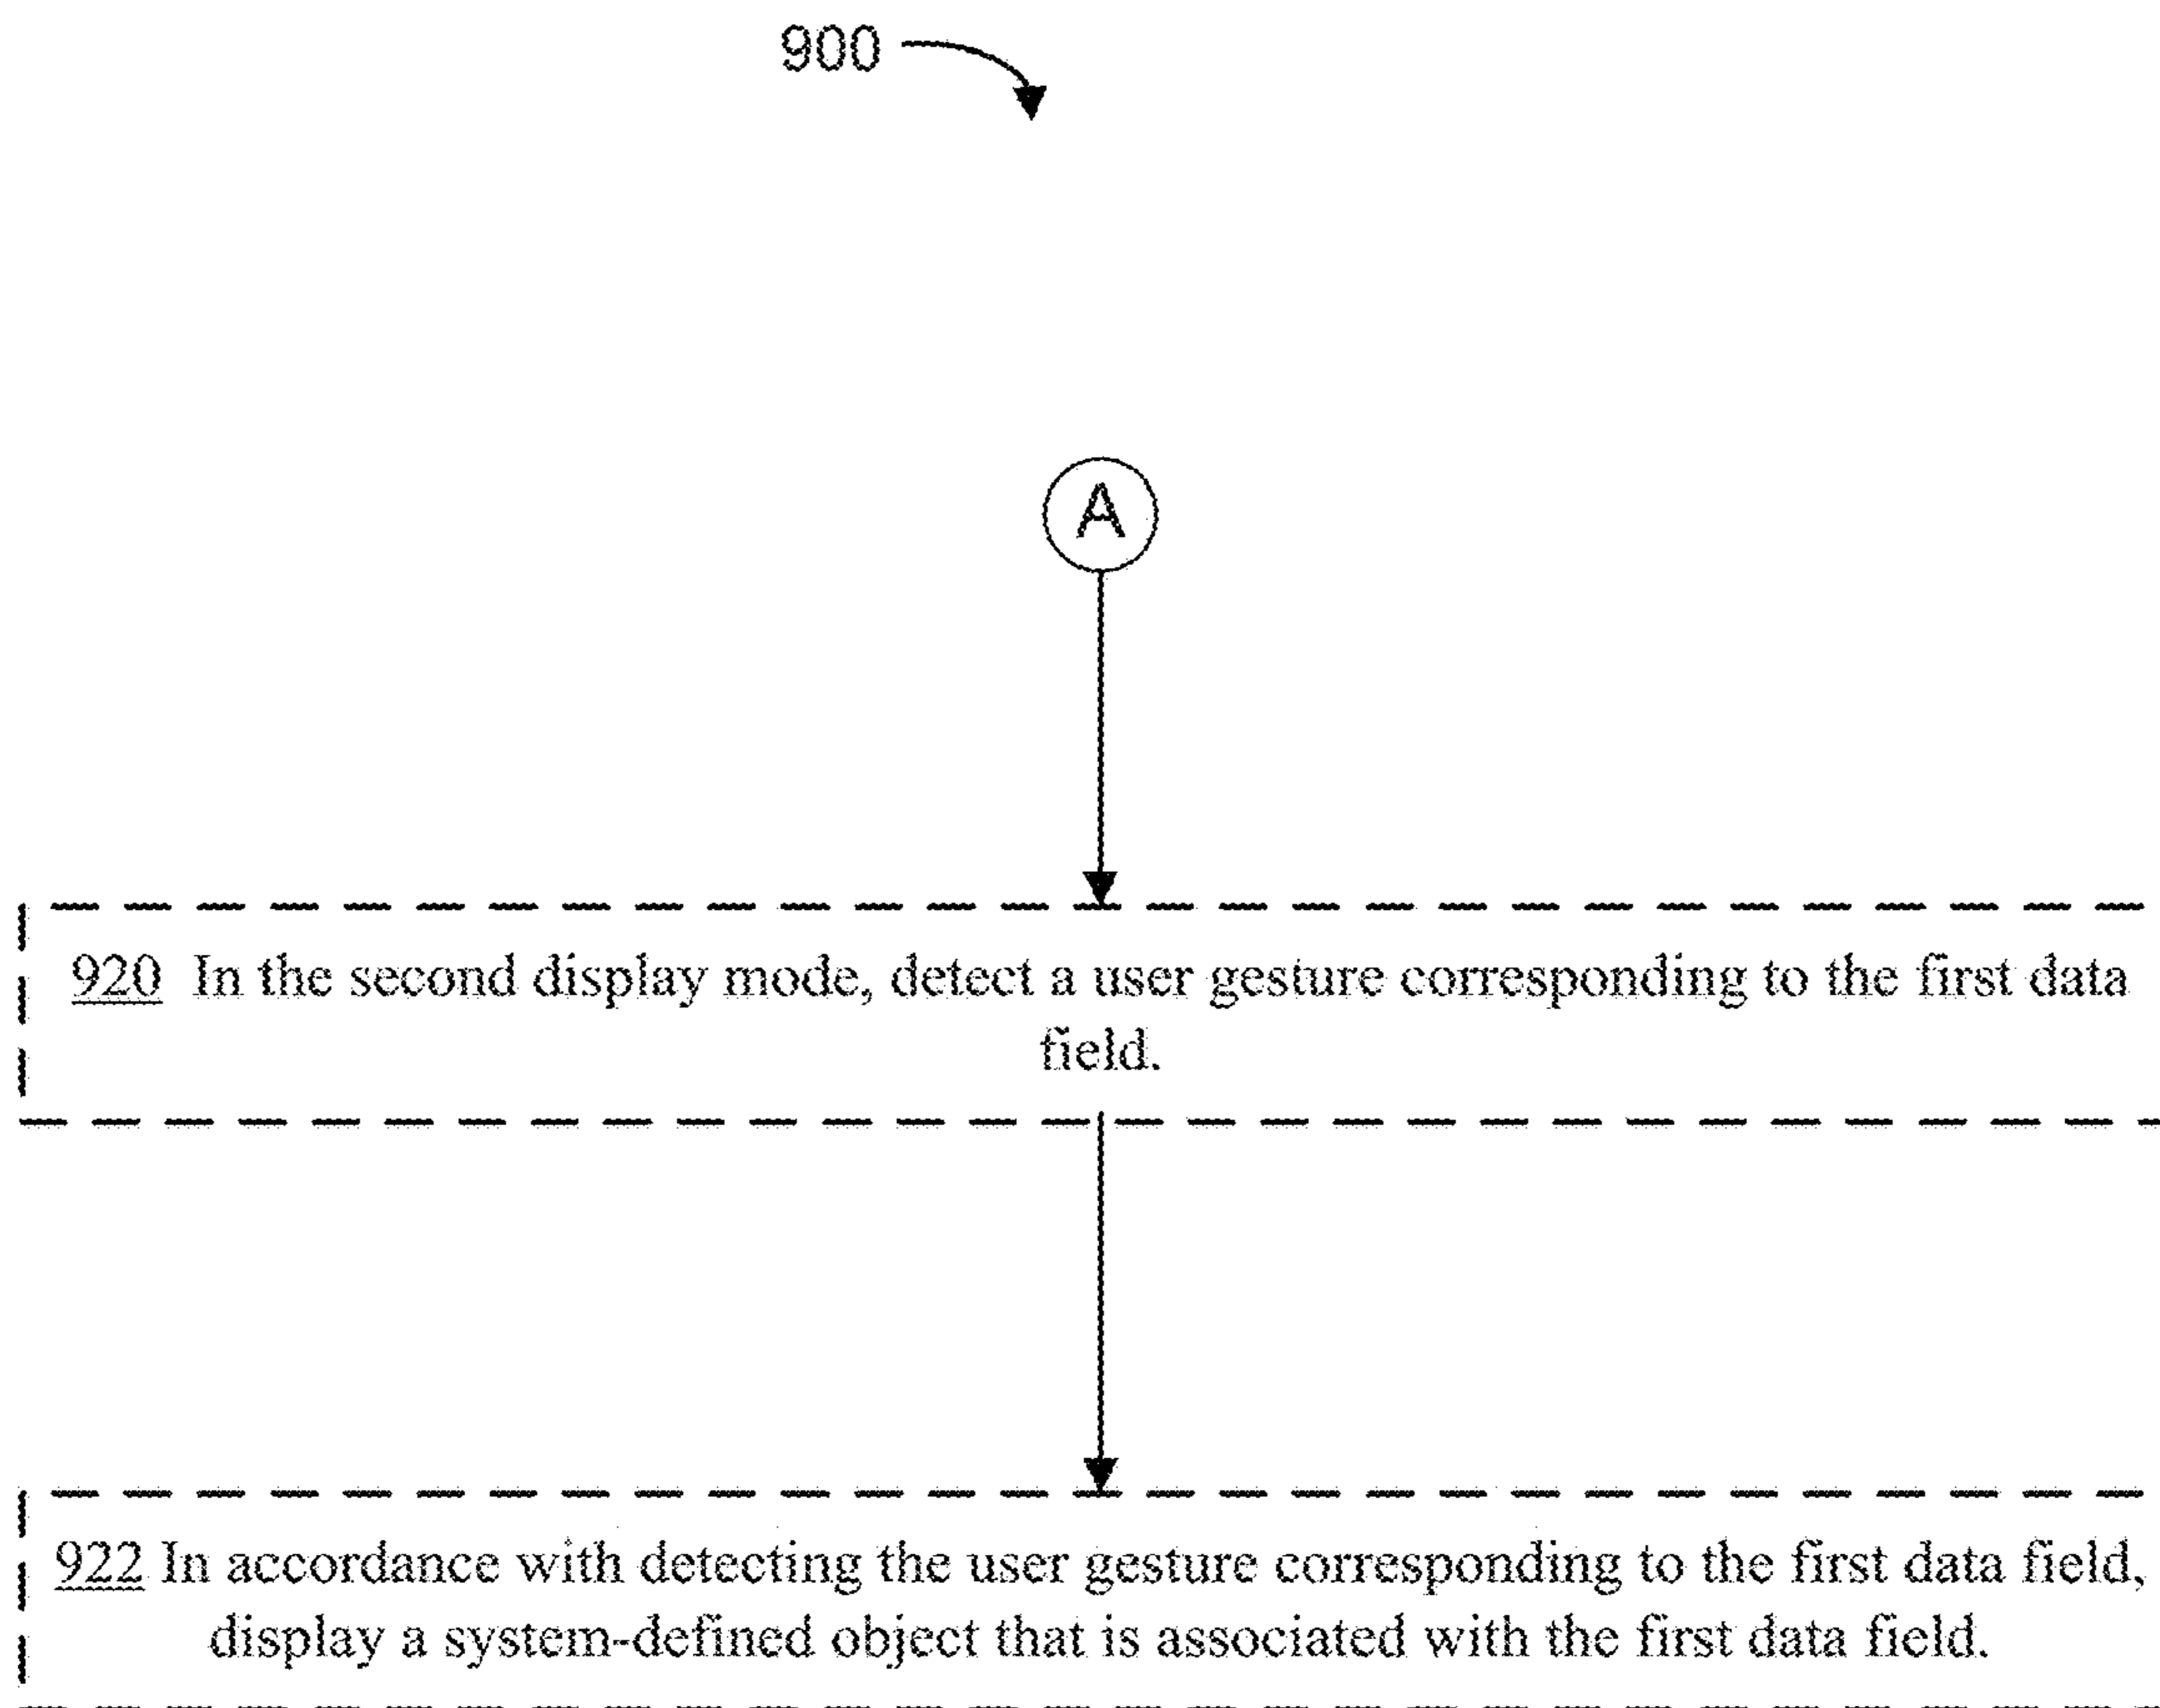 900
A
920 In the second display mode, detect a user gesture corresponding to the first data
field.
922 In accordance with detecting the user gesture corresponding to the first data field,
display a system-defined object that is associated with the first data field.